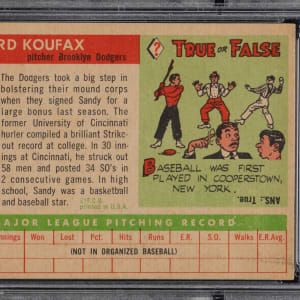 RD KOUFAX
pitcher Brooklyn Dodgers
The Dodgers took a big step in
bolstering their mound corps
when they signed Sandy for a
large bonus last season. The
former University of Cincinnati
hurler compiled a brilliant Strike-
out record at school. In 30 inn-
ings at Cincinnati, he struck out
58 men and posted 34 SO's in
2 consecutive games. In high
school, Sandy was a basketball
and baseball star.
©T.C.G.
printed in U.S.A.
?
TRUE OR FALSE
BASEBALL WAS FIRST
PLAYED IN COOPERSTOWN,
NEW YORK.
ANS.: True.
AJOR LEAGUE PITCHING RECORD
nnings Won Lost Pct. Hits Runs E.R. S.O. Walks E.R.Avg.
(NOT IN ORGANIZED BASEBALL)